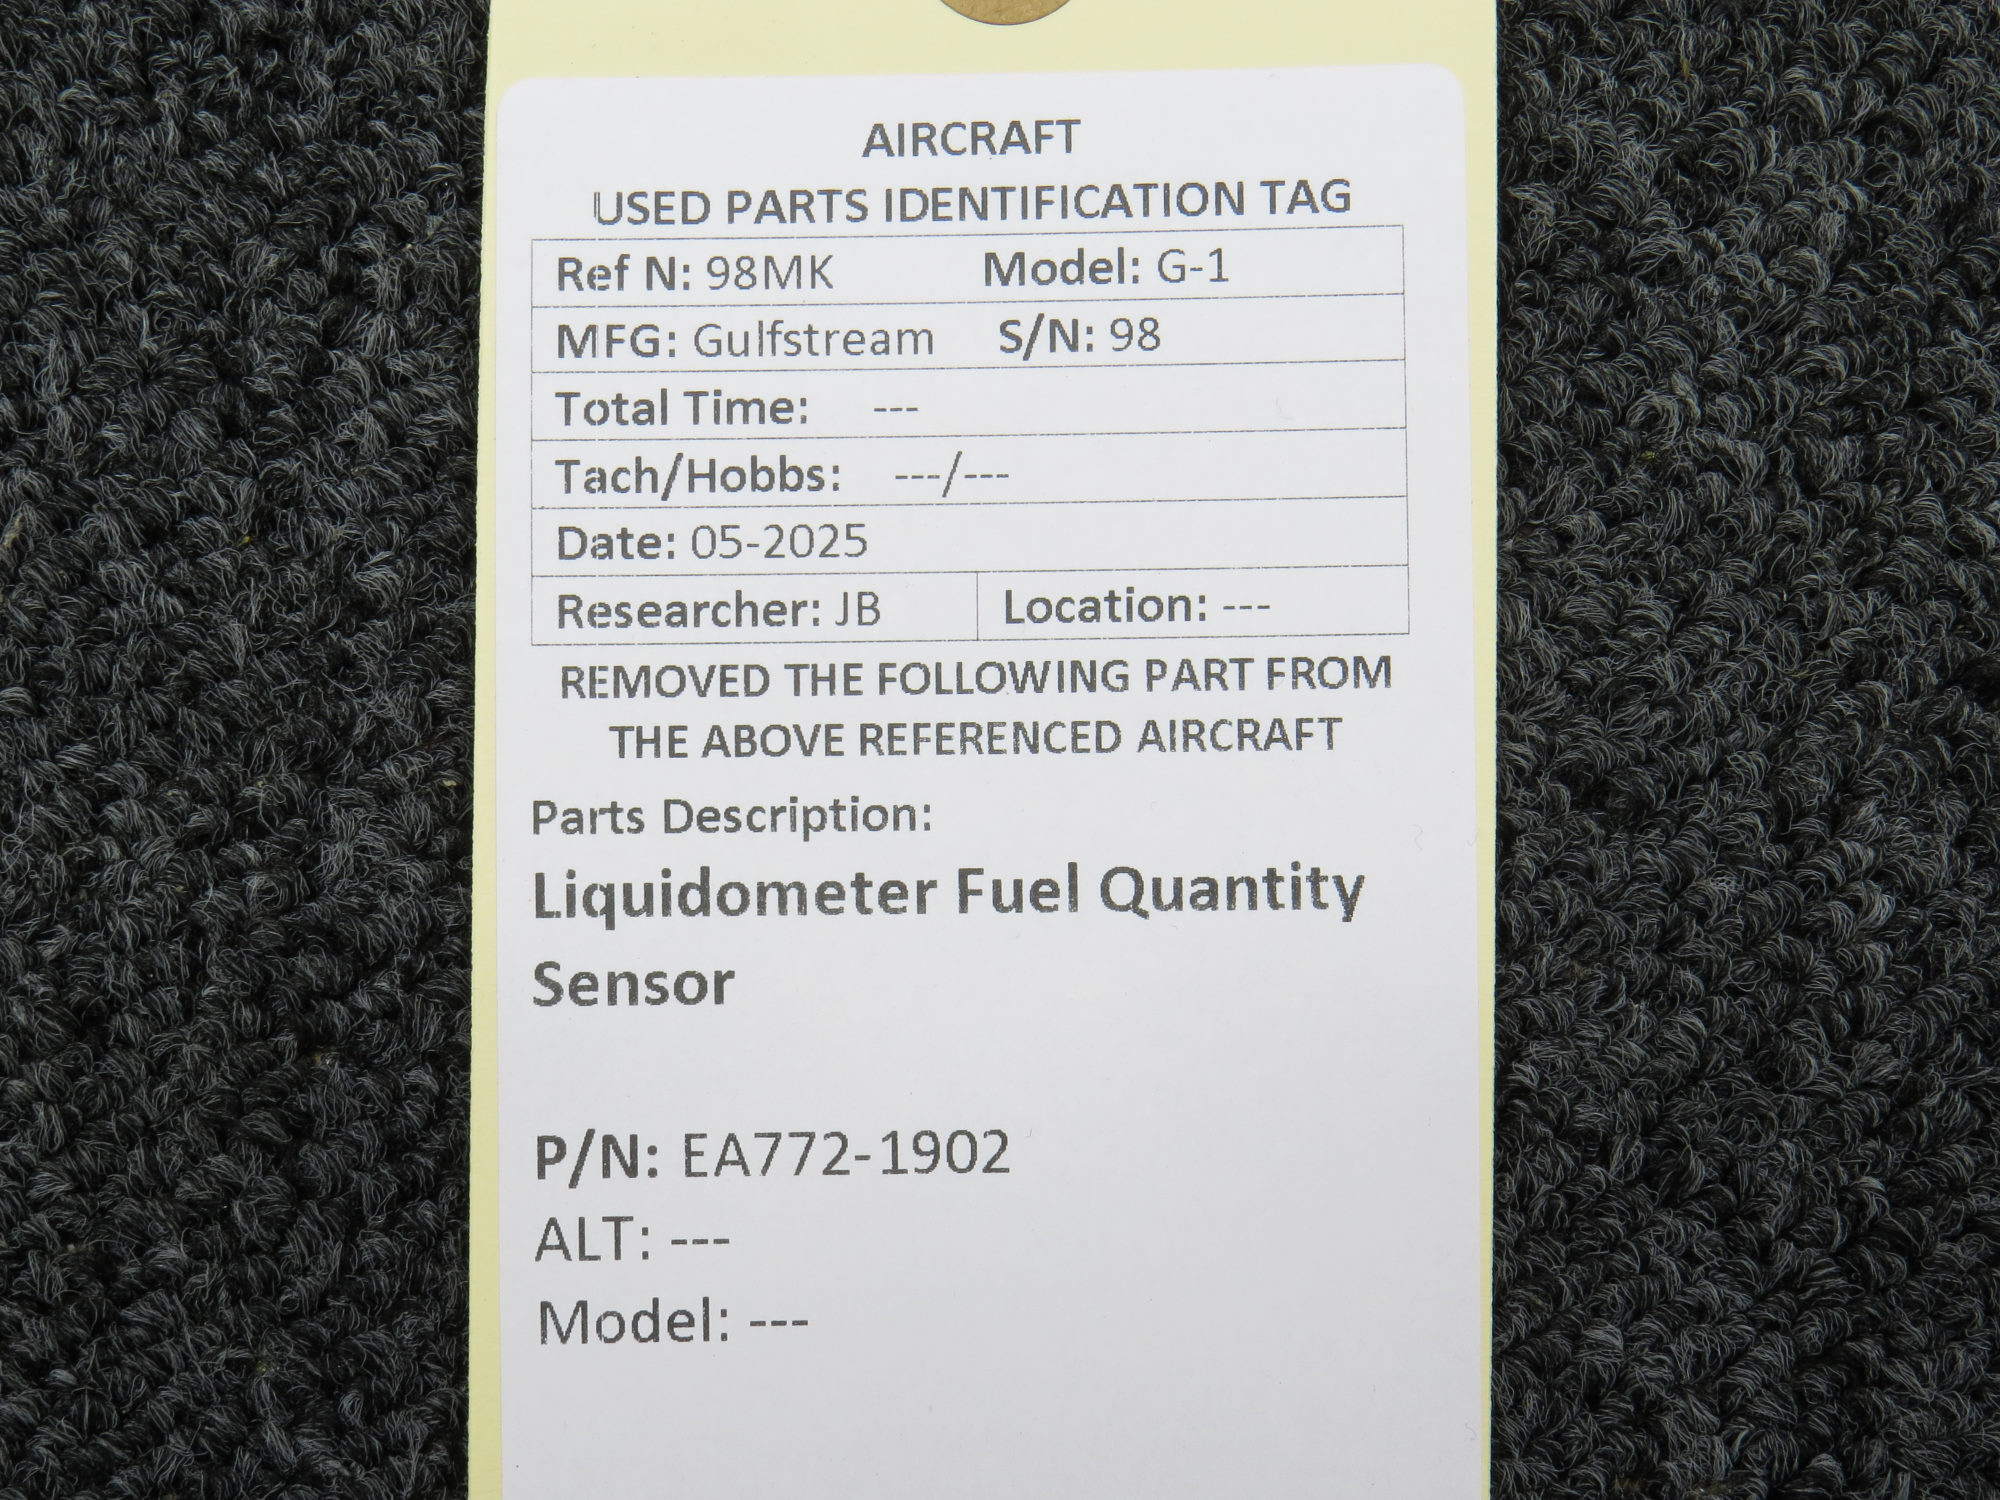 AIRCRAFT
USED PARTS IDENTIFICATION TAG
Ref N: 98MK Model: G-1
MFG: Gulfstream S/N: 98
Total Time: ---
Tach/Hobbs: ---/---
Date: 05-2025
Researcher: JB Location: ---
REMOVED THE FOLLOWING PART FROM
THE ABOVE REFERENCED AIRCRAFT
Parts Description:
Liquidometer Fuel Quantity
Sensor
P/N: EA772-1902
ALT: ---
Model: ---